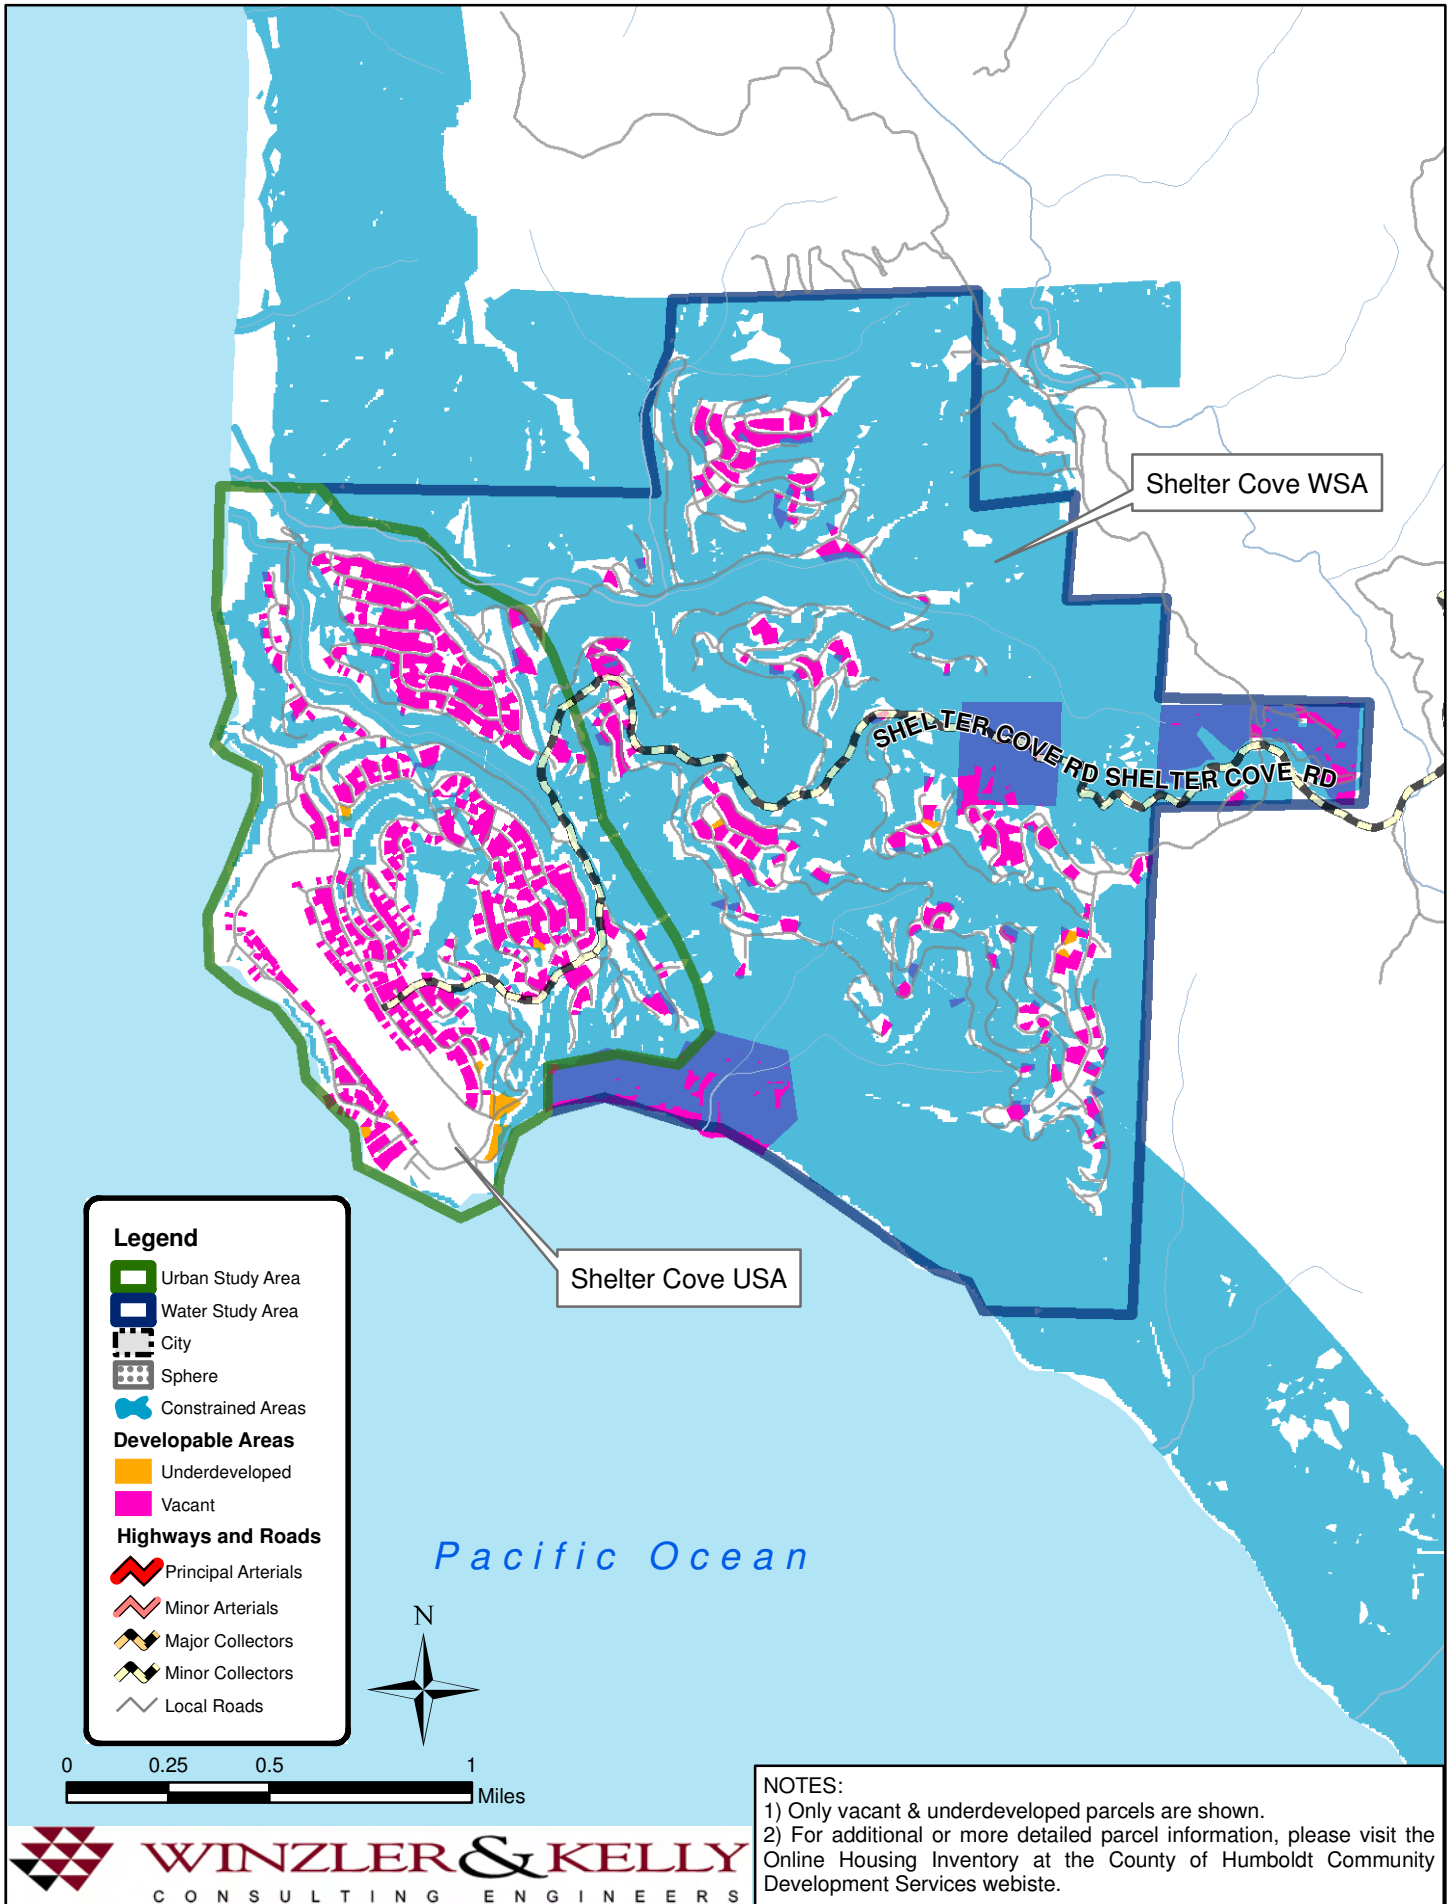 Shelter Cove WSA
SHELTER COVE RD SHELTER COVE RD
Shelter Cove USA
Legend
Urban Study Area
Water Study Area
City
Sphere
Constrained Areas
Developable Areas
Underdeveloped
Vacant
Highways and Roads
Principal Arterials
Minor Arterials
Major Collectors
Minor Collectors
Local Roads
Pacific Ocean
N
0 0.25 0.5 1
Miles
NOTES:
1) Only vacant & underdeveloped parcels are shown.
2) For additional or more detailed parcel information, please visit the
Online Housing Inventory at the County of Humboldt Community
Development Services webiste.
WINZLER & KELLY
CONSULTING ENGINEERS